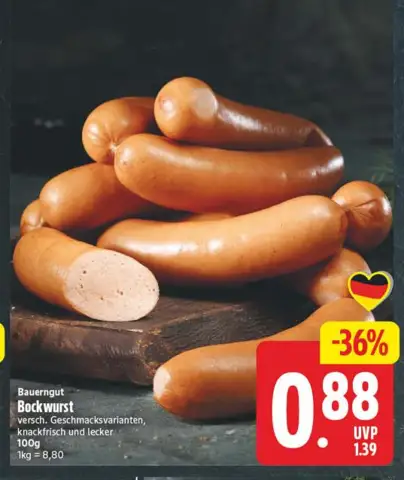 Bauerngut
Bockwurst
versch. Geschmacksvarianten,
knackfrisch und lecker
100g
1kg = 8,80
-36%
0.88
UVP
1.39